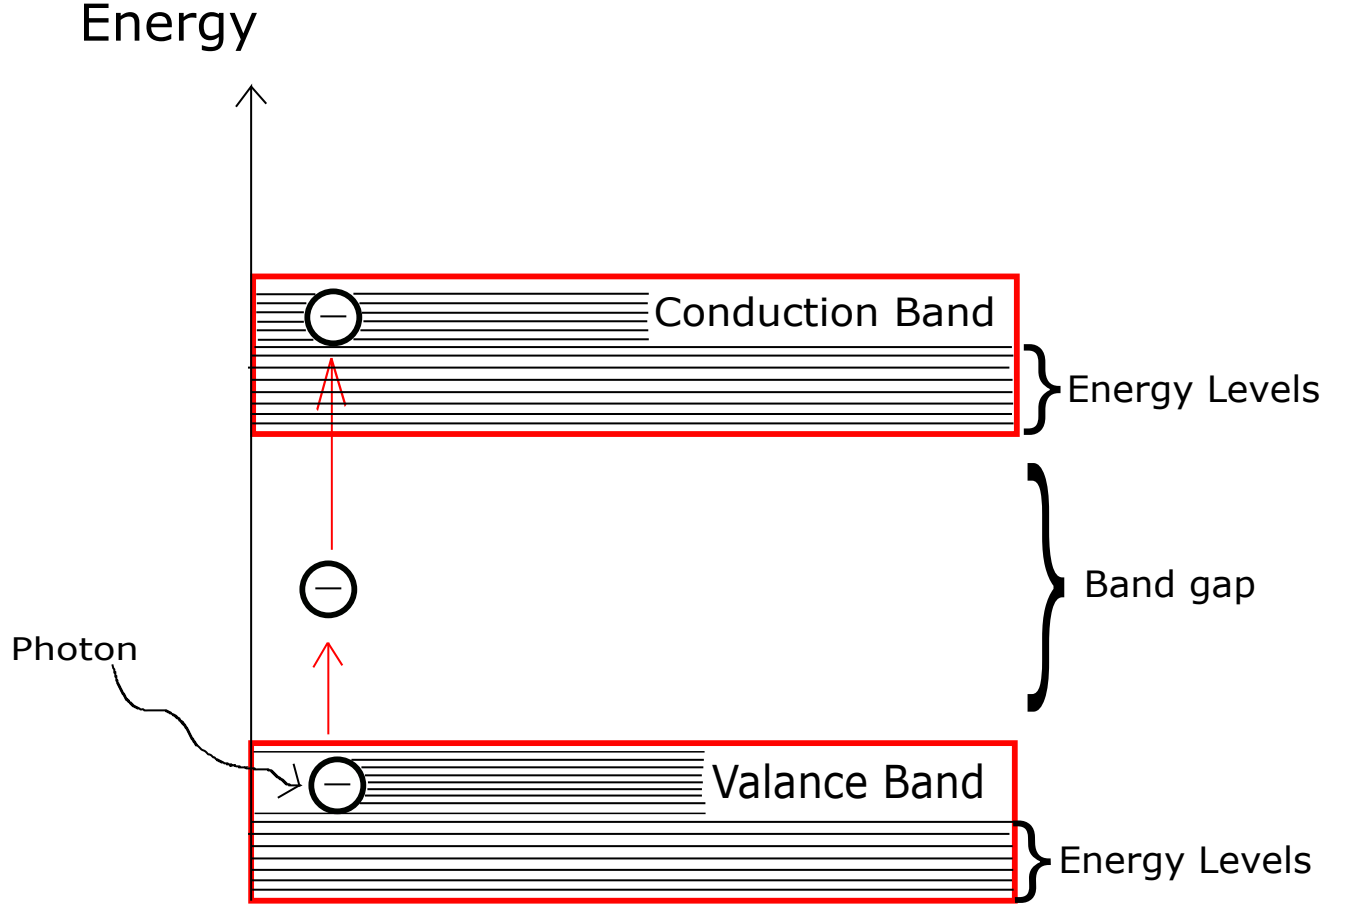 Energy
Conduction Band
Energy Levels
Band gap
Photon
Valance Band
Energy Levels